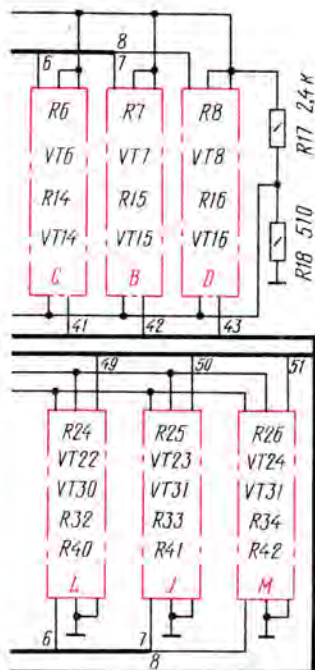 8
6 7
R6 R7 R8
VT6 VT7 VT8
R14 R15 R16
VT14 VT15 VT16
C B D
R17 2,4 к
R18 510
41 42 43
49 50 51
R24 R25 R26
VT22 VT23 VT24
VT30 VT31 VT31
R32 R33 R34
R40 R41 R42
L J M
6 7
8